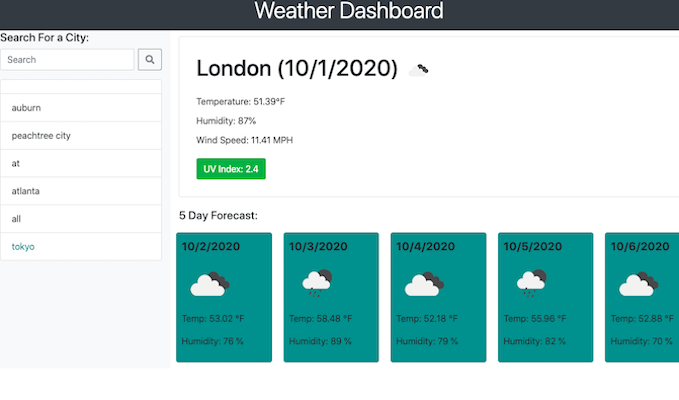 Weather Dashboard
Search For a City:
Search
auburn
peachtree city
at
atlanta
all
tokyo
London (10/1/2020)
Temperature: 51.39°F
Humidity: 87%
Wind Speed: 11.41 MPH
UV Index: 2.4
5 Day Forecast:
10/2/2020
Temp: 53.02 °F
Humidity: 76 %
10/3/2020
Temp: 58.48 °F
Humidity: 89 %
10/4/2020
Temp: 52.18 °F
Humidity: 79 %
10/5/2020
Temp: 55.96 °F
Humidity: 82 %
10/6/2020
Temp: 52.88 °F
Humidity: 70 %